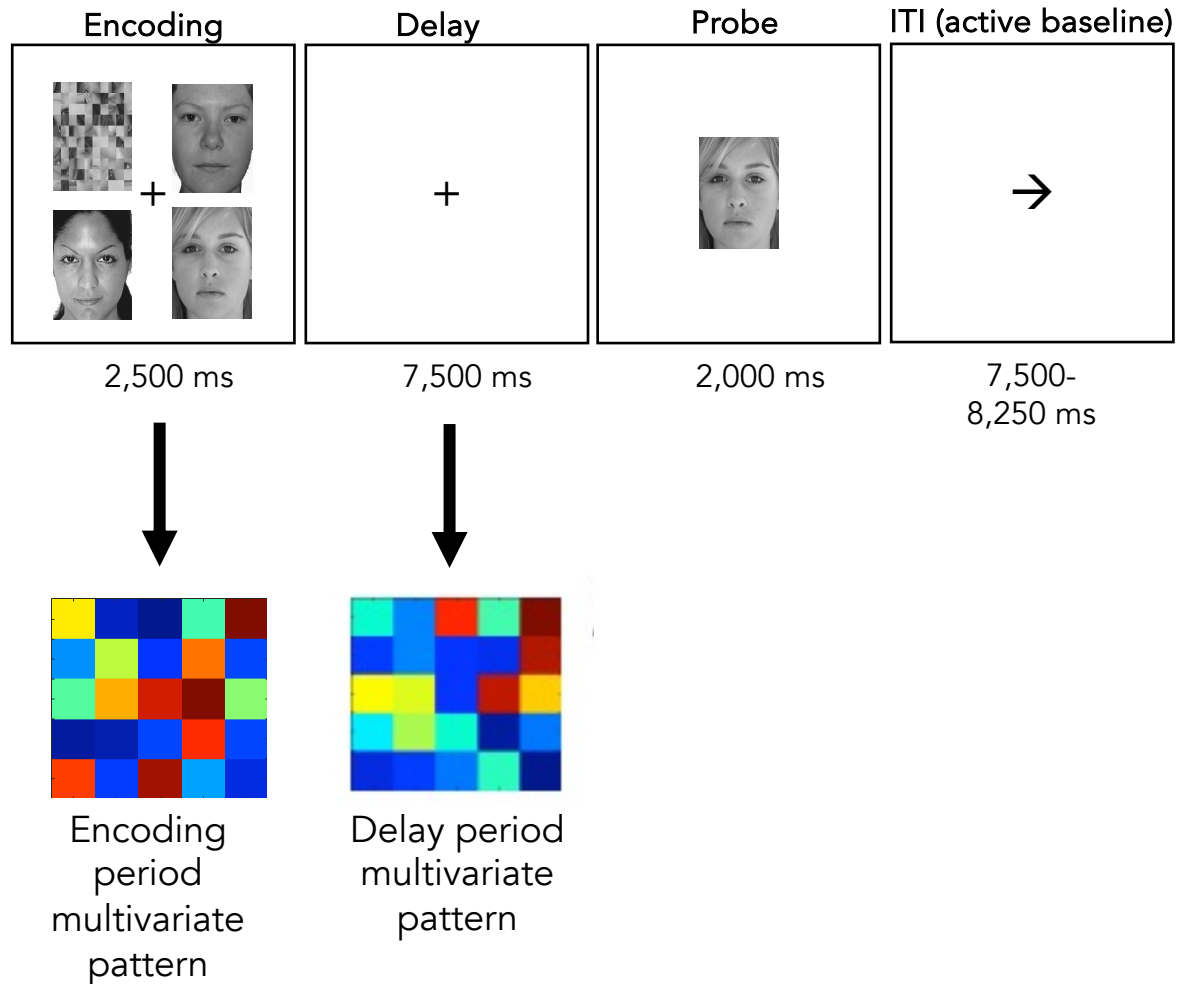 Encoding
Delay
Probe
ITI (active baseline)
+
+
→
2,500 ms
7,500 ms
2,000 ms
7,500-
8,250 ms
Encoding
period
multivariate
pattern
Delay period
multivariate
pattern